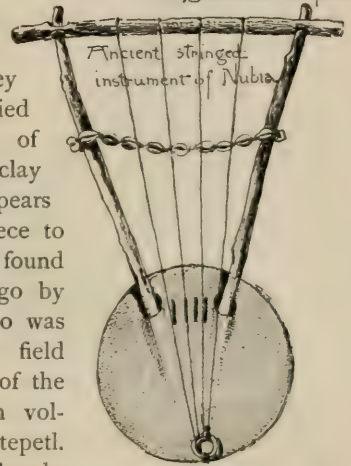 Ancient stringed
instrument of Nubia
ey
ied
of
clay
pears
ece to
found
go by
o was
field
of the
n vol-
tepetl.